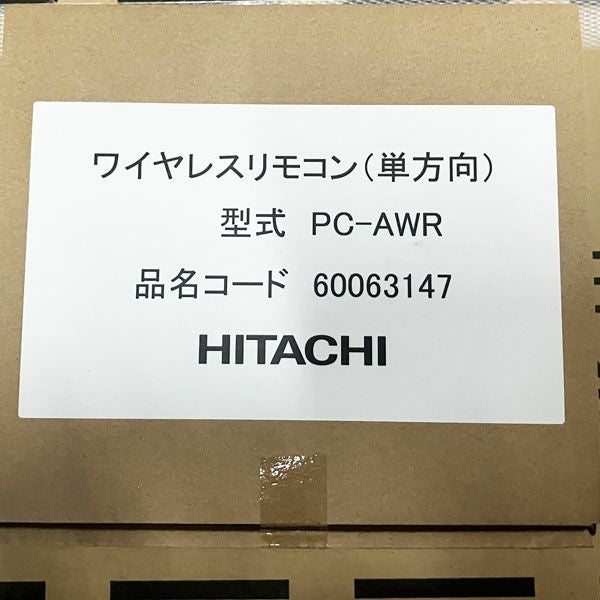 ワイヤレスリモコン(単方向)
型式 PC-AWR
品名コード 60063147
HITACHI